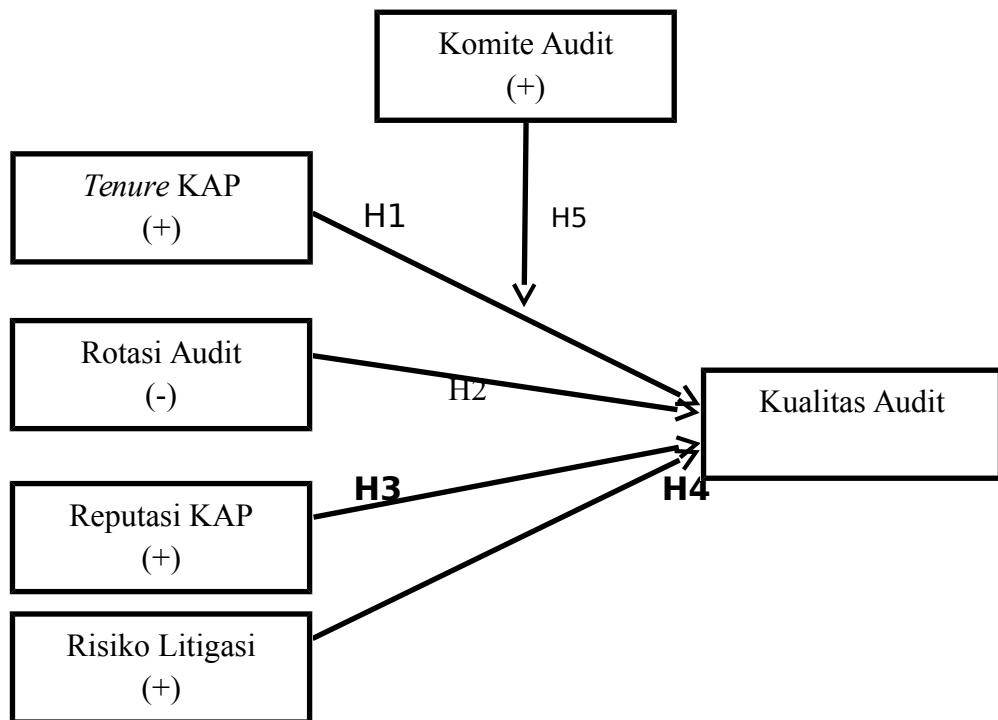 Komite Audit
(+)
Tenure KAP
(+)
H1
H5
Rotasi Audit
(-)
H2
Kualitas Audit
Reputasi KAP
(+)
H3
H4
Risiko Litigasi
(+)